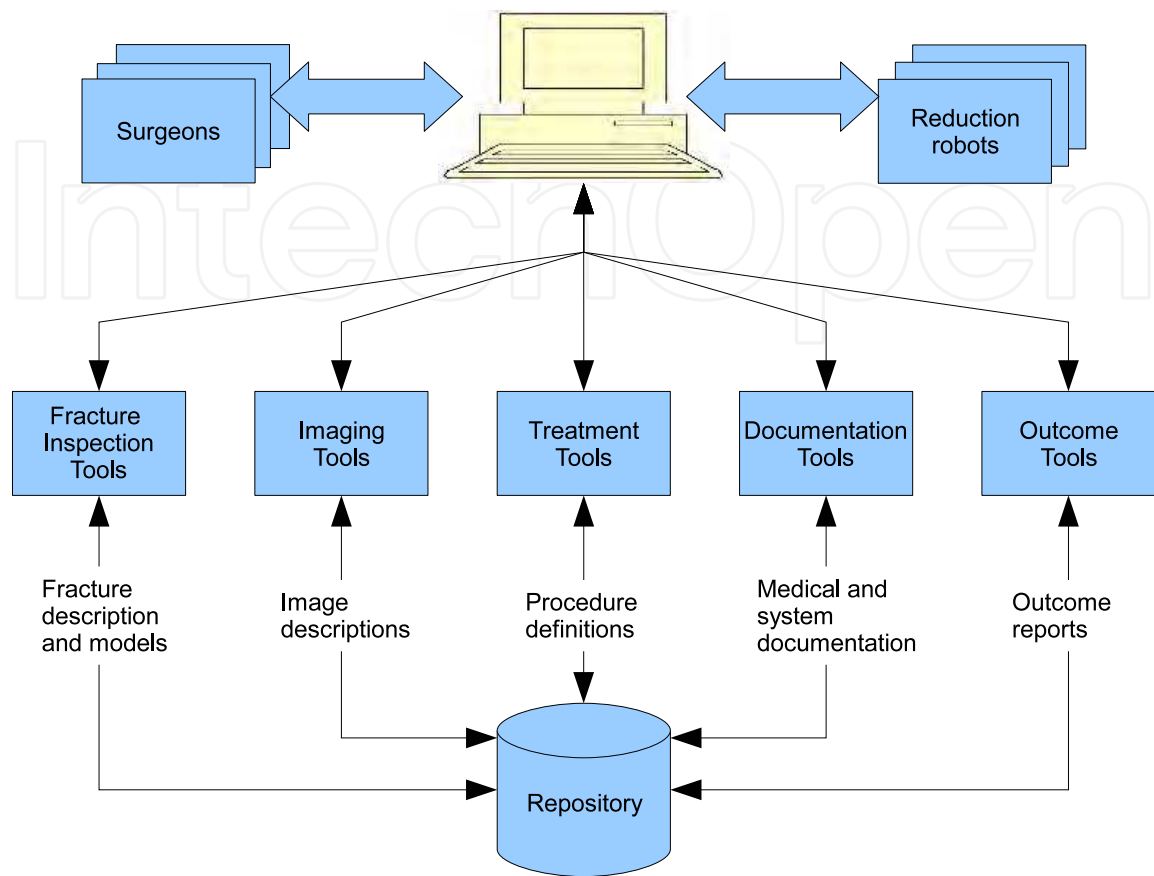 Surgeons
Reduction
robots
IntechOpen
Fracture
Inspection
Tools
Imaging
Tools
Treatment
Tools
Documentation
Tools
Outcome
Tools
Fracture
description
and models
Image
descriptions
Procedure
definitions
Medical and
system
documentation
Outcome
reports
Repository